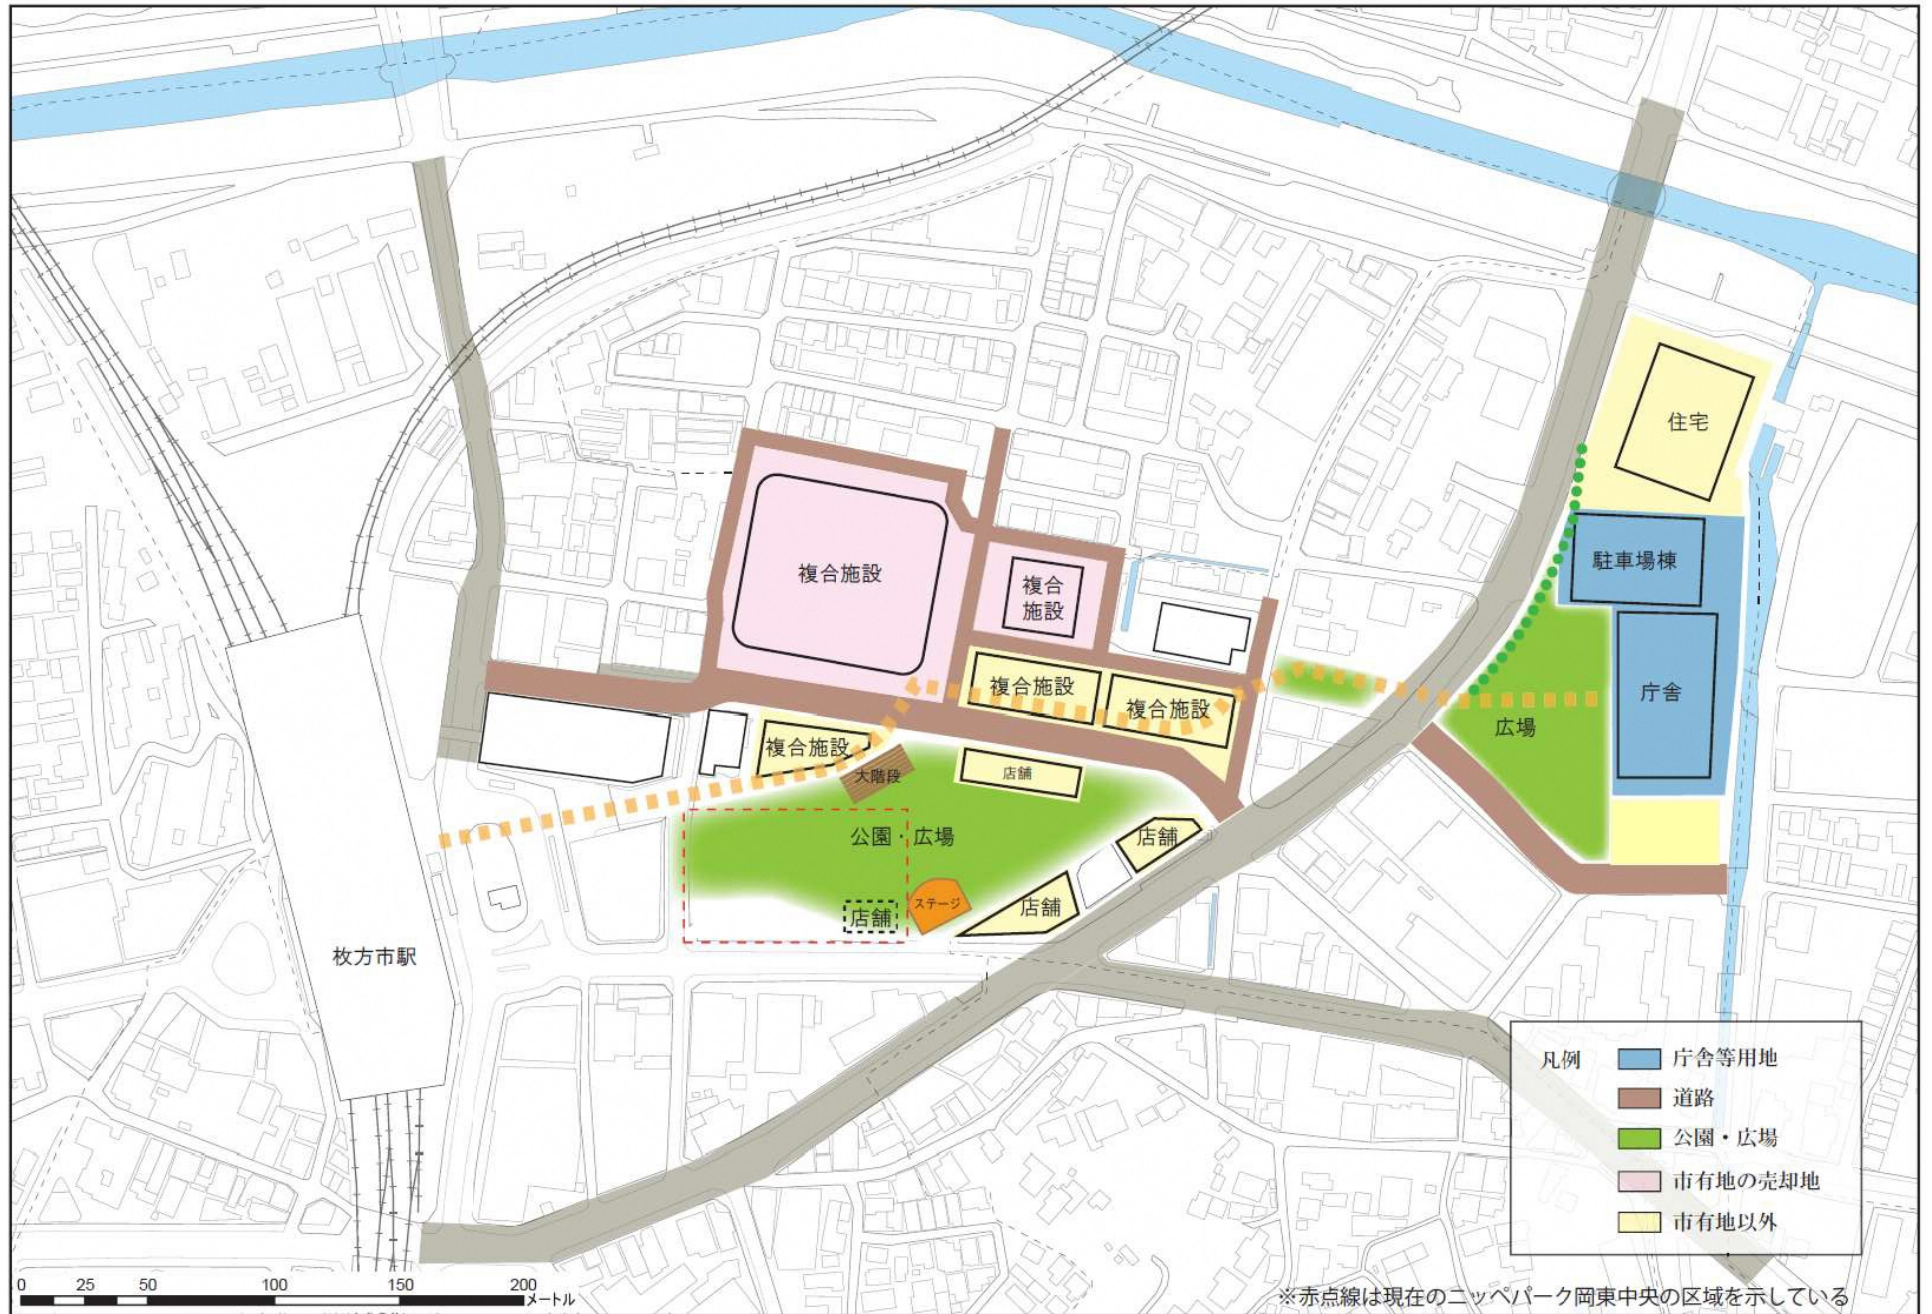 住宅
駐車場棟
複合施設
複合
施設
庁舎
複合施設
複合施設
広場
複合施設
大階段
店舗
公園・広場
店舗
店舗
ステージ
店舗
枚方市駅
凡例
庁舎等用地
道路
公園・広場
市有地の売却地
市有地以外
0 25 50 100 150 200
メートル
※赤点線は現在のニッペパーク岡東中央の区域を示している